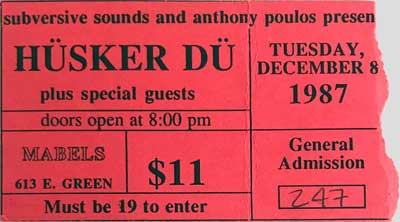 subversive sounds and anthony poulos presen
HÜSKER DÜ
plus special guests
doors open at 8:00 pm
MABELS
613 E. GREEN
$11
Must be 19 to enter
TUESDAY,
DECEMBER 8
1987
General
Admission
247